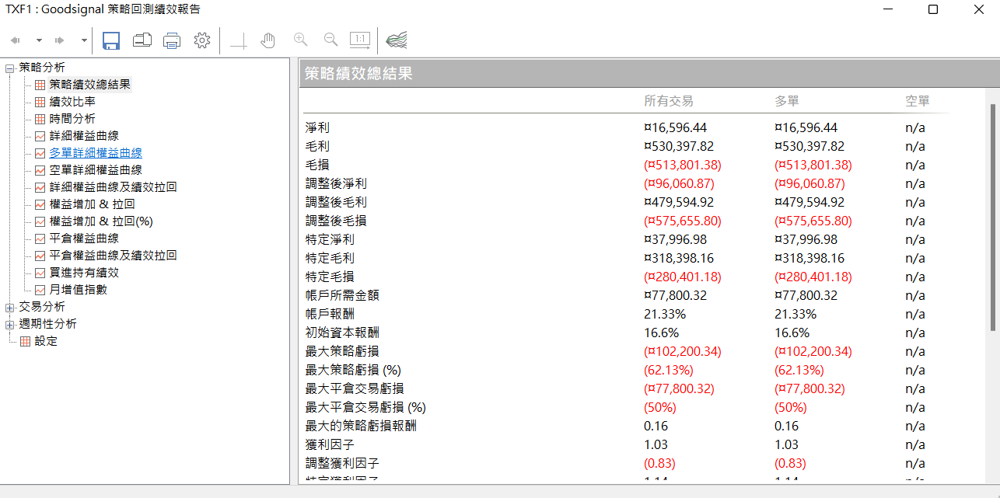 TXF1 : Goodsignal 策略回測績效報告
1:1
策略分析
策略績效總結果
績效比率
時間分析
詳細權益曲線
多單詳細權益曲線
空單詳細權益曲線
詳細權益曲線及績效拉回
權益增加 & 拉回
權益增加 & 拉回(%)
平倉權益曲線
平倉權益曲線及績效拉回
買進持有績效
月增值指數
交易分析
週期性分析
設定
策略績效總結果
所有交易 多單 空單
淨利 ¤16,596.44 ¤16,596.44 n/a
毛利 ¤530,397.82 ¤530,397.82 n/a
毛損 (¤513,801.38) (¤513,801.38) n/a
調整後淨利 (¤96,060.87) (¤96,060.87) n/a
調整後毛利 ¤479,594.92 ¤479,594.92 n/a
調整後毛損 (¤575,655.80) (¤575,655.80) n/a
特定淨利 ¤37,996.98 ¤37,996.98 n/a
特定毛利 ¤318,398.16 ¤318,398.16 n/a
特定毛損 (¤280,401.18) (¤280,401.18) n/a
帳戶所需金額 ¤77,800.32 ¤77,800.32 n/a
帳戶報酬 21.33% 21.33% n/a
初始資本報酬 16.6% 16.6% n/a
最大策略虧損 (¤102,200.34) (¤102,200.34) n/a
最大策略虧損 (%) (62.13%) (62.13%) n/a
最大平倉交易虧損 (¤77,800.32) (¤77,800.32) n/a
最大平倉交易虧損 (%) (50%) (50%) n/a
最大的策略虧損報酬 0.16 0.16 n/a
獲利因子 1.03 1.03 n/a
調整獲利因子 (0.83) (0.83) n/a